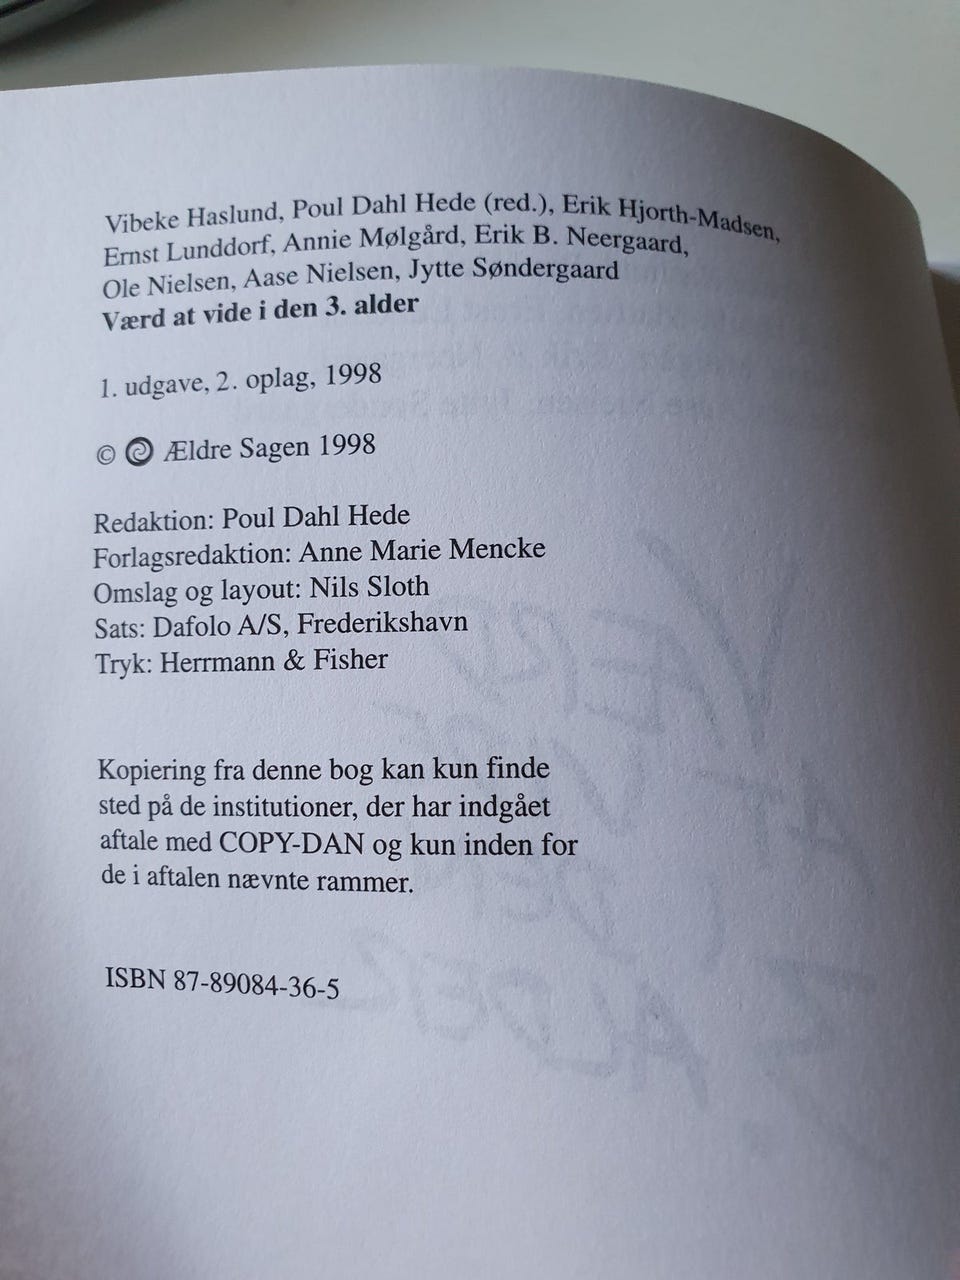 Vibeke Haslund, Poul Dahl Hede (red.), Erik Hjorth-Madsen,
Ernst Lunddorf, Annie Mølgård, Erik B. Neergaard,
Ole Nielsen, Aase Nielsen, Jytte Søndergaard
Værd at vide i den 3. alder
1. udgave, 2. oplag, 1998
© Ældre Sagen 1998
Redaktion: Poul Dahl Hede
Forlagsredaktion: Anne Marie Mencke
Omslag og layout: Nils Sloth
Sats: Dafolo A/S, Frederikshavn
Tryk: Herrmann & Fisher
Kopiering fra denne bog kan kun finde
sted på de institutioner, der har indgået
aftale med COPY-DAN og kun inden for
de i aftalen nævnte rammer.
ISBN 87-89084-36-5